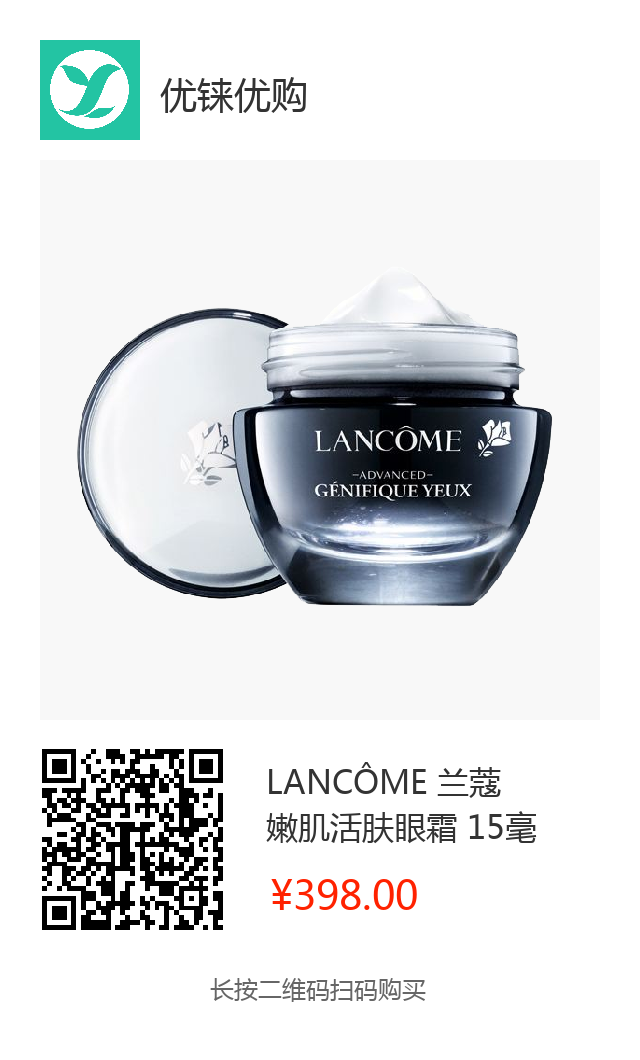 优铼优购
LANCÔME
-ADVANCED-
GÉNIFIQUE YEUX
LANCÔME 兰蔻
嫩肌活肤眼霜 15毫
¥398.00
长按二维码扫码购买